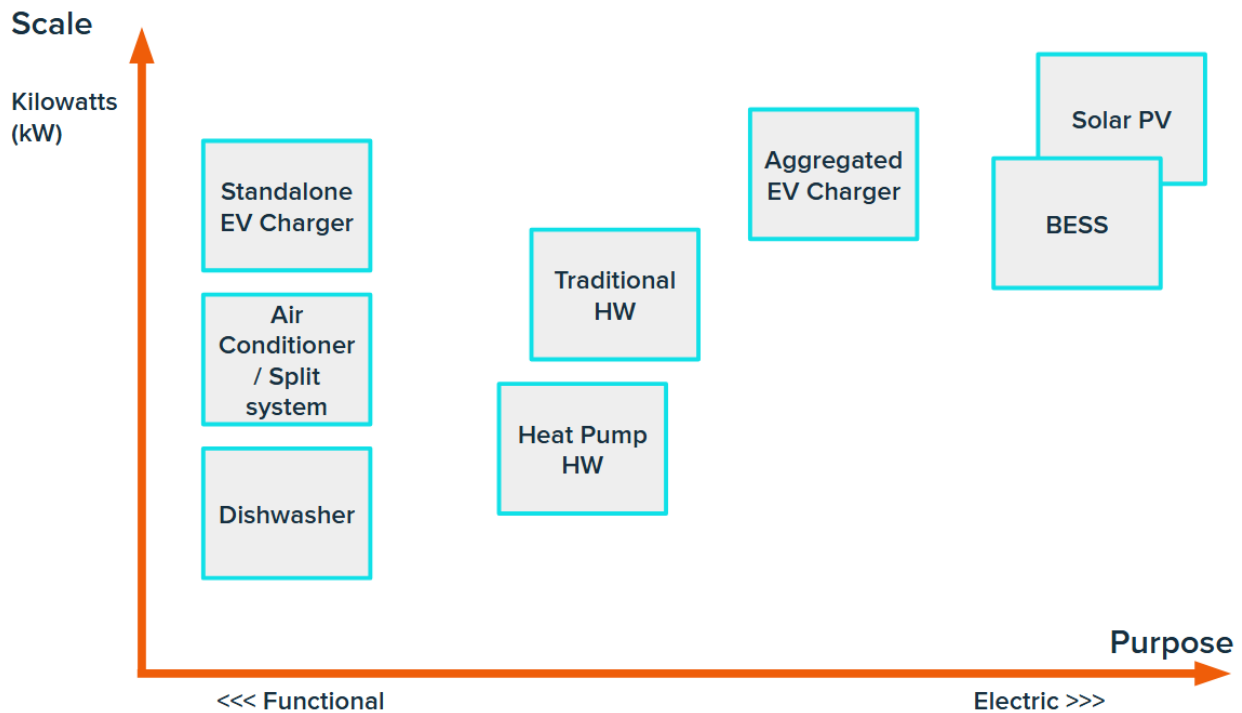 Scale
Kilowatts
(kW)
Solar PV
Aggregated
EV Charger
Standalone
EV Charger
BESS
Traditional
HW
Air
Conditioner
/ Split
system
Heat Pump
HW
Dishwasher
Purpose
<<< Functional
Electric >>>